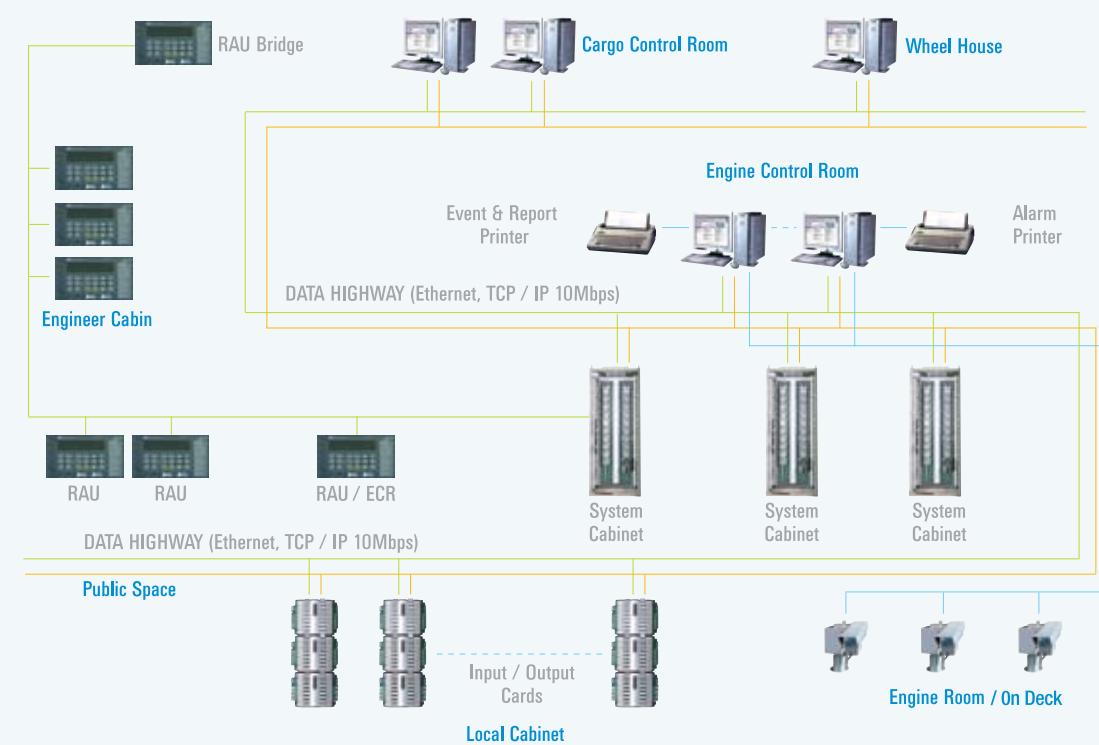 RAU Bridge
Cargo Control Room
Wheel House
Engine Control Room
Event & Report
Printer
Alarm
Printer
DATA HIGHWAY (Ethernet, TCP / IP 10Mbps)
Engineer Cabin
RAU
RAU
RAU / ECR
System
Cabinet
System
Cabinet
System
Cabinet
DATA HIGHWAY (Ethernet, TCP / IP 10Mbps)
Public Space
Input / Output
Cards
Engine Room / On Deck
Local Cabinet